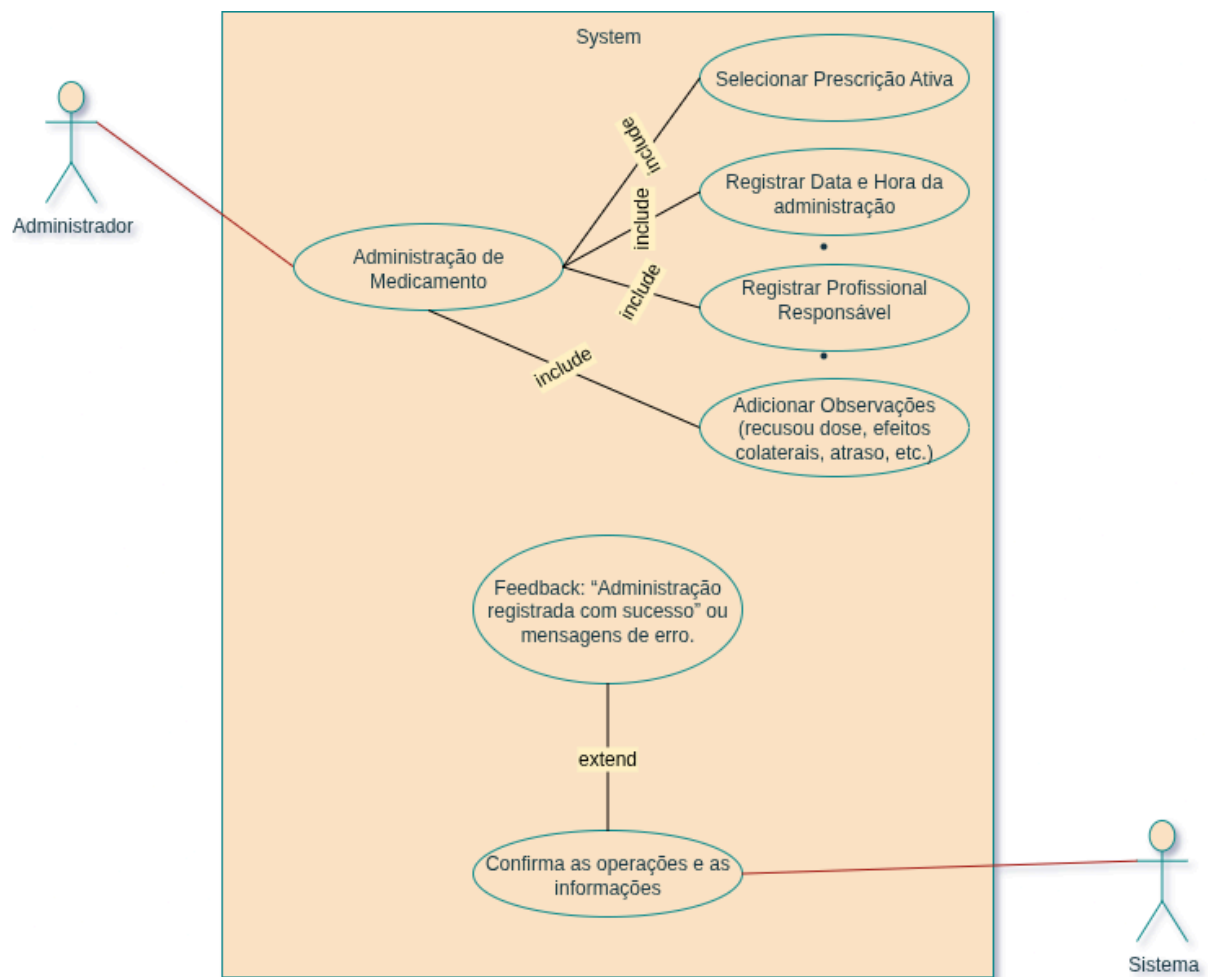 System
Selecionar Prescrição Ativa
include
Administrador
Registrar Data e Hora da
administração
include
Administração de
Medicamento
include
Registrar Profissional
Responsável
include
Adicionar Observações
(recusou dose, efeitos
colaterais, atraso, etc.)
Feedback: “Administração
registrada com sucesso” ou
mensagens de erro.
extend
Confirma as operações e as
informações
Sistema